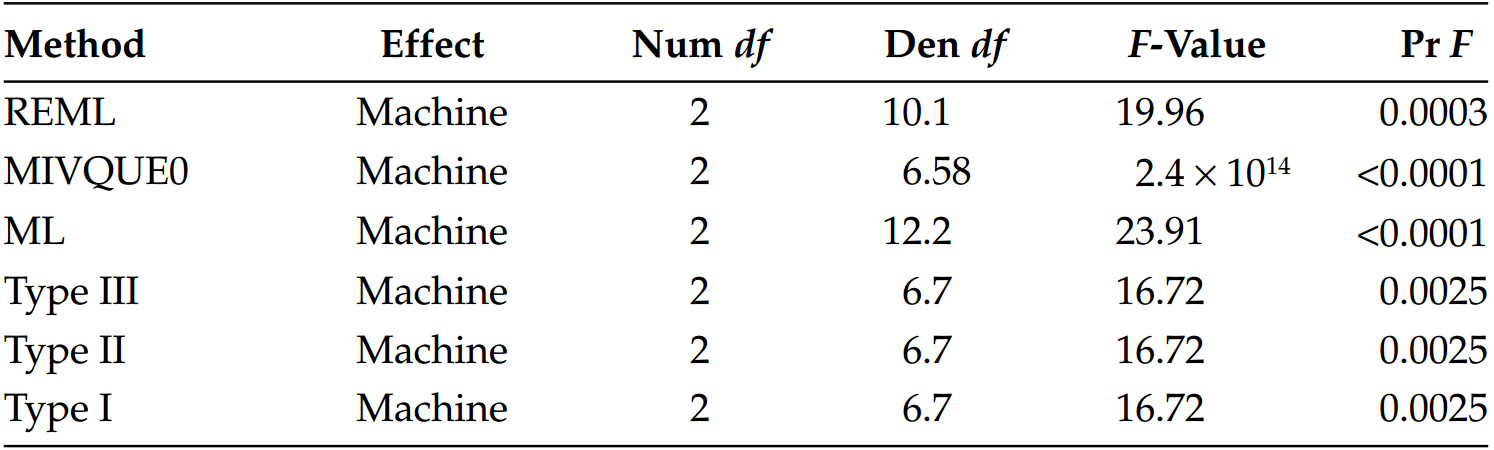 Method Effect Num df Den df F-Value Pr F
REML Machine 2 10.1 19.96 0.0003
MIVQUE0 Machine 2 6.58 2.4 × 10¹⁴ <0.0001
ML Machine 2 12.2 23.91 <0.0001
Type III Machine 2 6.7 16.72 0.0025
Type II Machine 2 6.7 16.72 0.0025
Type I Machine 2 6.7 16.72 0.0025